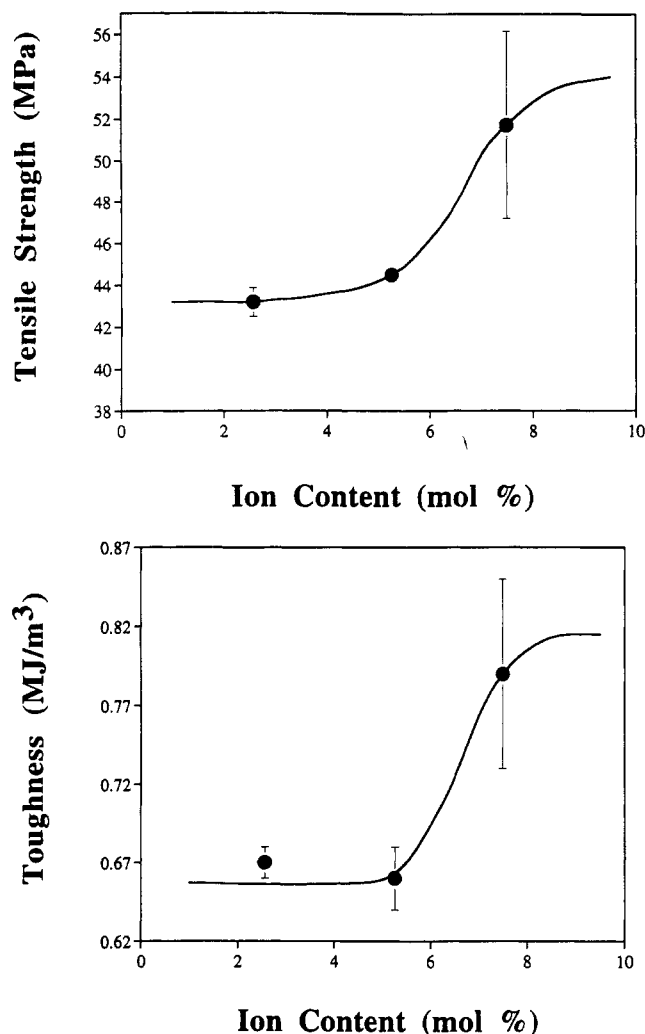 Tensile Strength (MPa)
56
54
52
50
48
46
44
42
40
38
0 2 4 6 8 10
Ion Content (mol %)
Toughness (MJ/m³)
0.87
0.82
0.77
0.72
0.67
0.62
0 2 4 6 8 10
Ion Content (mol %)